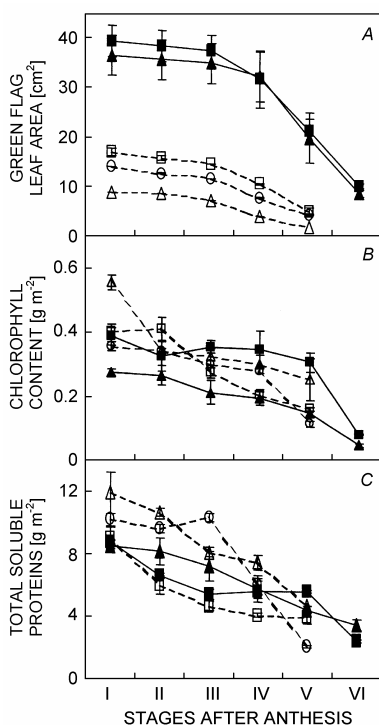 A
40
30
20
10
0
GREEN FLAG
LEAF AREA [cm²]
B
0.6
0.4
0.2
0.0
CHLOROPHYLL
CONTENT [g m⁻²]
C
12
8
4
0
TOTAL SOLUBLE
PROTEINS [g m⁻²]
I II III IV V VI
STAGES AFTER ANTHESIS